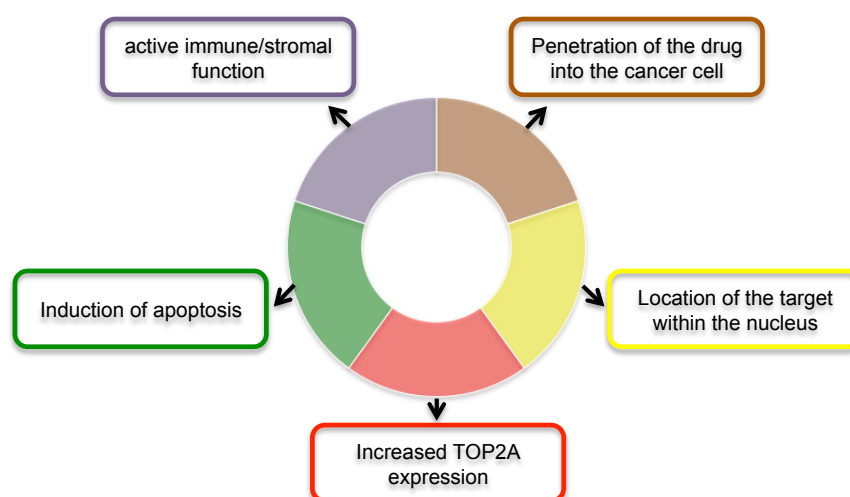 active immune/stromal
function
Penetration of the drug
into the cancer cell
Induction of apoptosis
Location of the target
within the nucleus
Increased TOP2A
expression